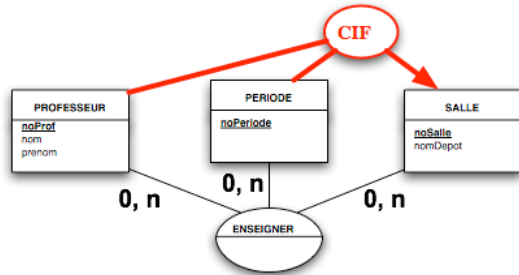 CIF
PROFESSEUR
noProf
nom
prenom
PERIODE
noPeriode
SALLE
noSalle
nomDepot
0, n
0, n
0, n
ENSEIGNER